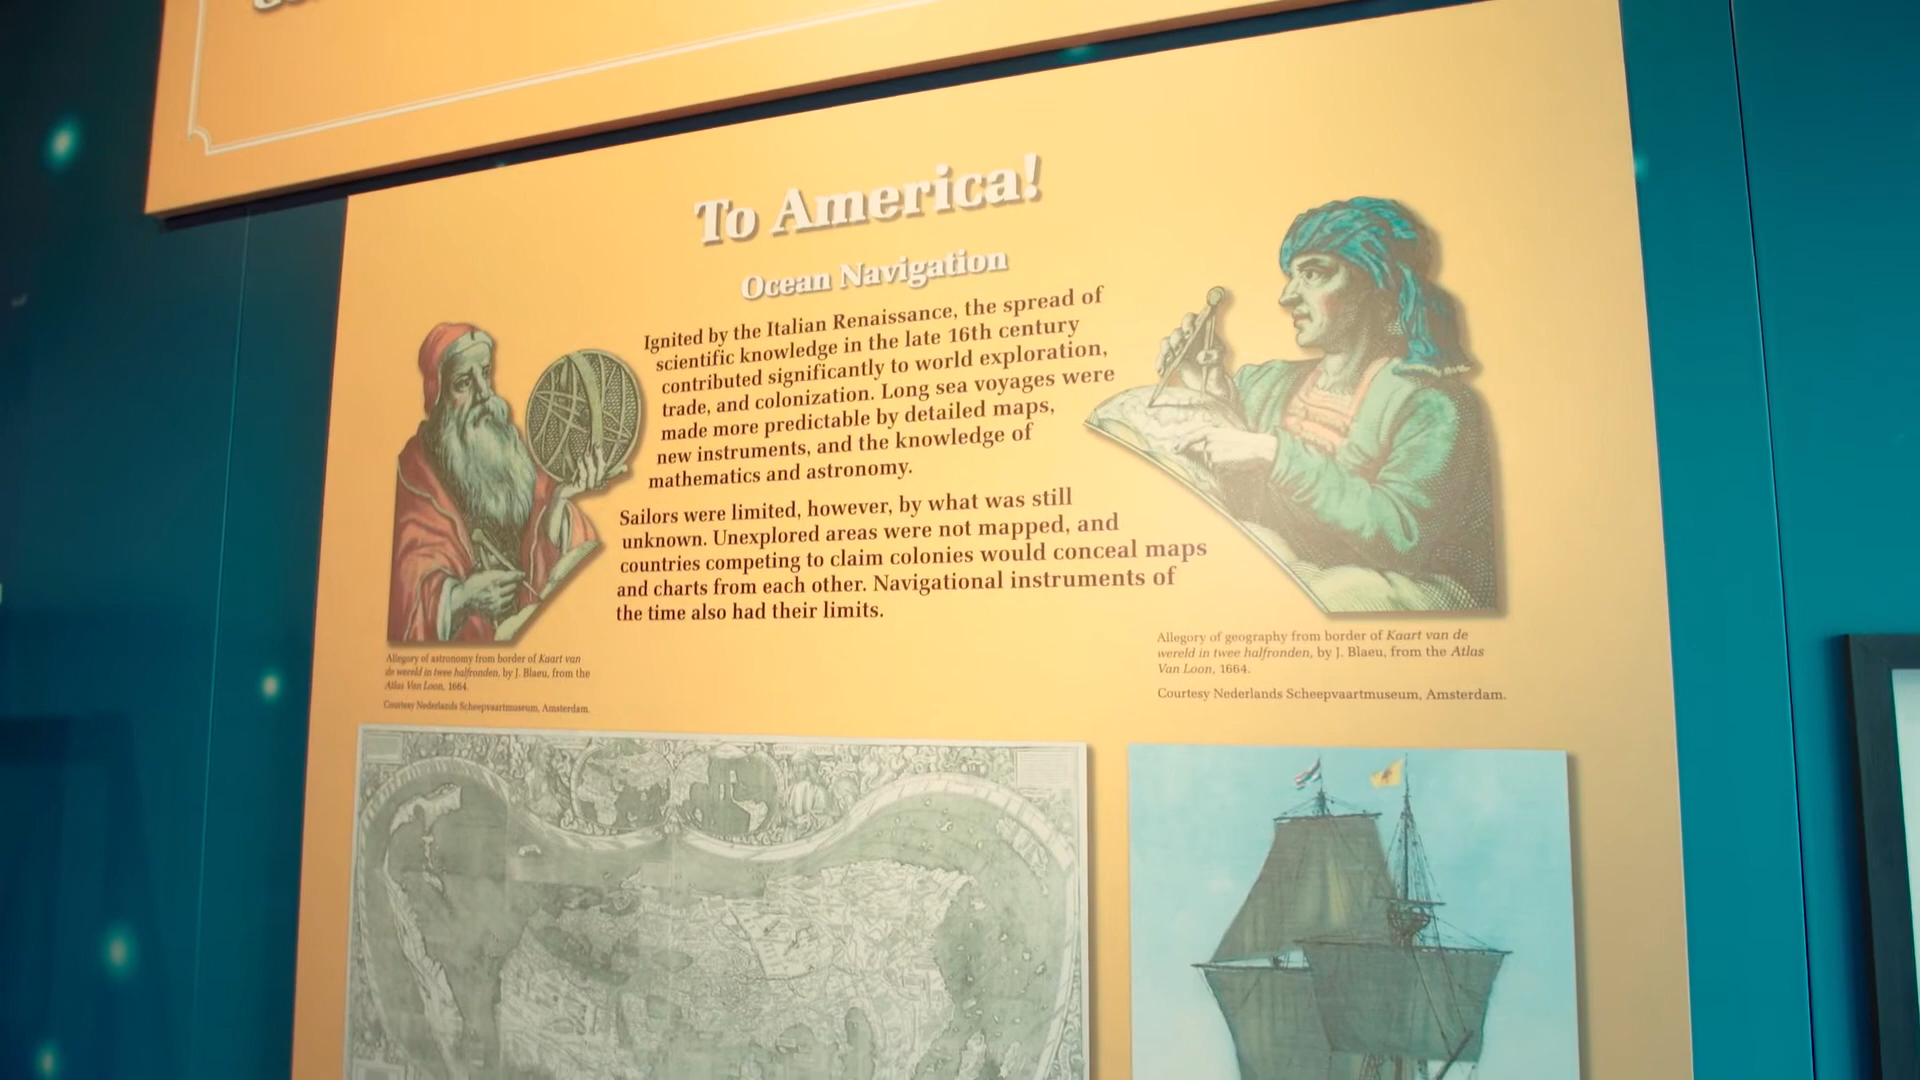 To America!
Ocean Navigation
Ignited by the Italian Renaissance, the spread of
scientific knowledge in the late 16th century
contributed significantly to world exploration,
trade, and colonization. Long sea voyages were
made more predictable by detailed maps,
new instruments, and the knowledge of
mathematics and astronomy.
Sailors were limited, however, by what was still
unknown. Unexplored areas were not mapped, and
countries competing to claim colonies would conceal maps
and charts from each other. Navigational instruments of
the time also had their limits.
Allegory of astronomy from border of Kaart van
de wereld in twee halfronden, by J. Blaeu, from the
Atlas Van Loon, 1664.
Courtesy Nederlands Scheepvaartmuseum, Amsterdam.
Allegory of geography from border of Kaart van de
wereld in twee halfronden, by J. Blaeu, from the Atlas
Van Loon, 1664.
Courtesy Nederlands Scheepvaartmuseum, Amsterdam.